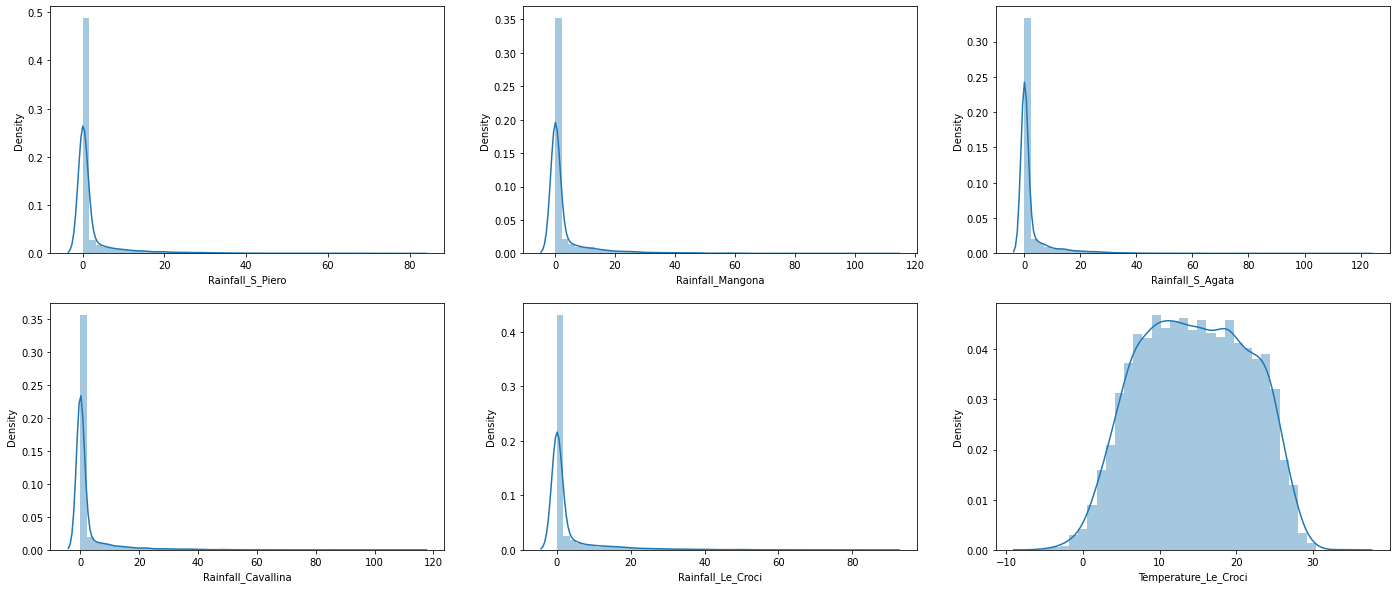 0.5
0.4
0.3
0.2
0.1
0.0
Density
0 20 40 60 80
Rainfall_S_Piero
0.35
0.30
0.25
0.20
0.15
0.10
0.05
0.00
Density
0 20 40 60 80 100 120
Rainfall_Mangona
0.30
0.25
0.20
0.15
0.10
0.05
0.00
Density
0 20 40 60 80 100 120
Rainfall_S_Agata
0.35
0.30
0.25
0.20
0.15
0.10
0.05
0.00
Density
0 20 40 60 80 100 120
Rainfall_Cavallina
0.4
0.3
0.2
0.1
0.0
Density
0 20 40 60 80
Rainfall_Le_Croci
0.04
0.03
0.02
0.01
0.00
Density
−10 0 10 20 30
Temperature_Le_Croci